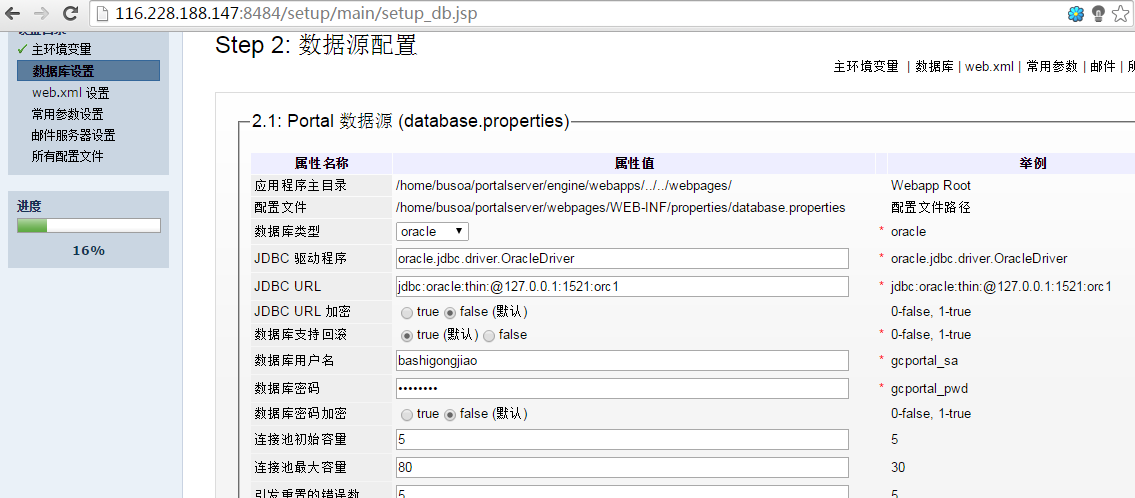 116.228.188.147:8484/setup/main/setup_db.jsp
主环境变量
数据库设置
web.xml 设置
常用参数设置
邮件服务器设置
所有配置文件
进度
16%
Step 2: 数据源配置
主环境变量 | 数据库 | web.xml | 常用参数 | 邮件 |
2.1: Portal 数据源 (database.properties)
属性名称 属性值 举例
应用程序主目录 /home/busoa/portalserver/engine/webapps/../../webpages/ Webapp Root
配置文件 /home/busoa/portalserver/webpages/WEB-INF/properties/database.properties 配置文件路径
数据库类型 oracle * oracle
JDBC 驱动程序 oracle.jdbc.driver.OracleDriver * oracle.jdbc.driver.OracleDriver
JDBC URL jdbc:oracle:thin:@127.0.0.1:1521:orc1 * jdbc:oracle:thin:@127.0.0.1:1521:orc1
JDBC URL 加密 true false (默认) 0-false, 1-true
数据库支持回滚 true (默认) false * 0-false, 1-true
数据库用户名 bashigongjiao * gcportal_sa
数据库密码 •••••••• * gcportal_pwd
数据库密码加密 true false (默认) 0-false, 1-true
连接池初始容量 5 5
连接池最大容量 80 30
引发重置的错误数 5 5